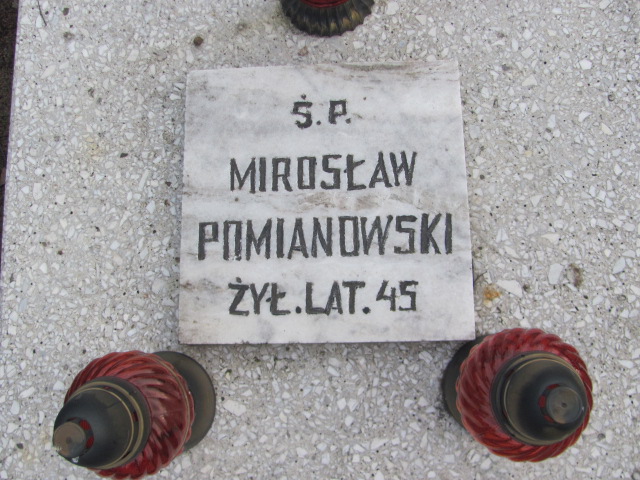 Ś.P.
MIROSŁAW
POMIANOWSKI
ŻYŁ.LAT.45